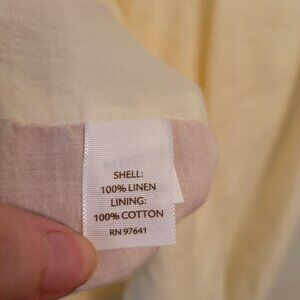 SHELL:
100% LINEN
LINING:
100% COTTON
RN 97641